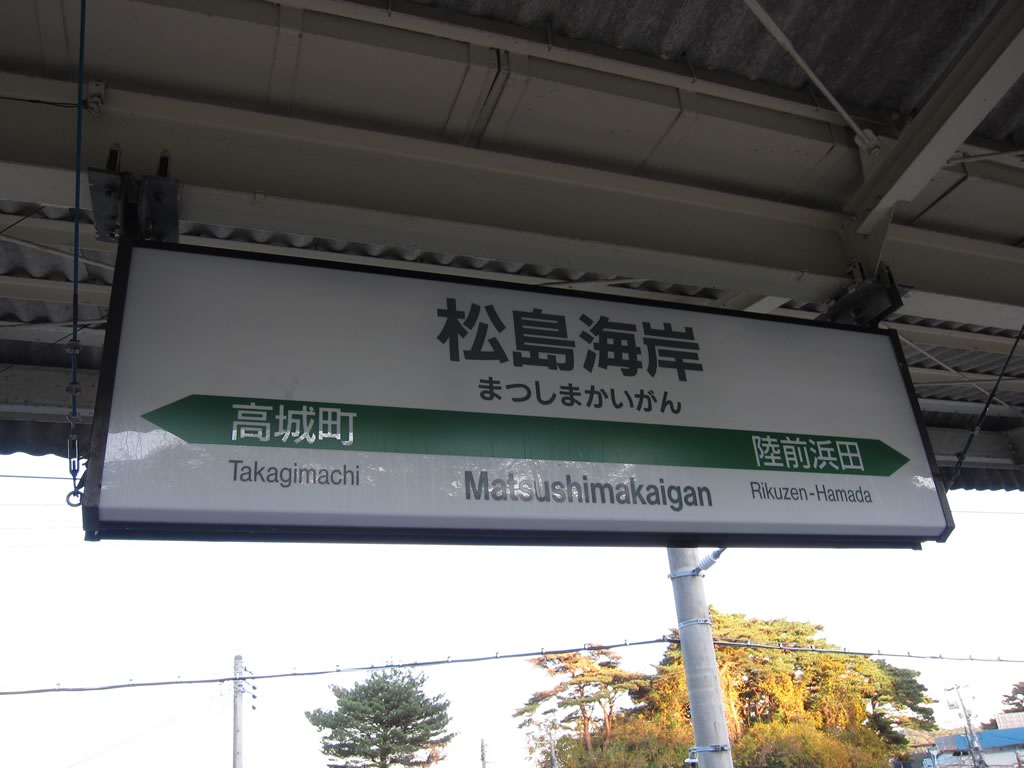 松島海岸
まつしまかいがん
高城町
陸前浜田
Takagimachi
Matsushimakaigan
Rikuzen-Hamada